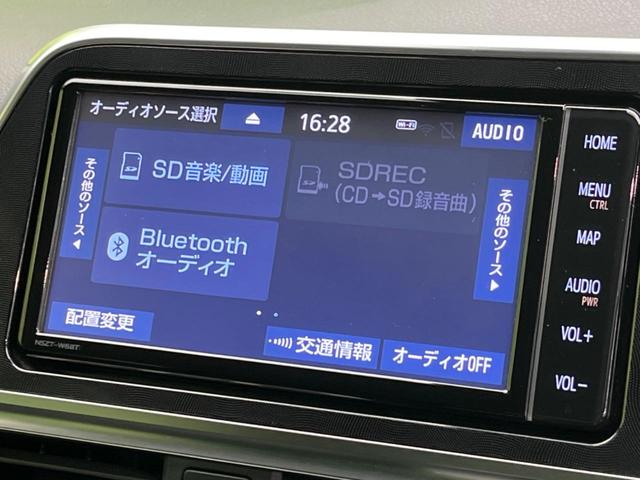 オーディオソース選択
16:28
Wi-Fi
AUDIO
その他のソース
SD音楽/動画
SDREC
(CD→SD録音曲)
その他のソース
Bluetooth
オーディオ
配置変更
交通情報
オーディオOFF
NSZT-W68T
HOME
MENU
CTRL
MAP
AUDIO
PWR
VOL+
VOL-